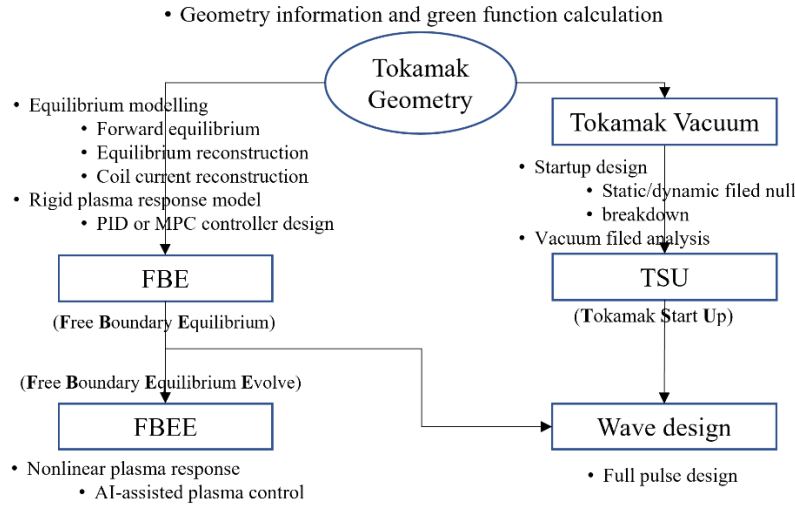 • Geometry information and green function calculation
Tokamak
Geometry
• Equilibrium modelling
• Forward equilibrium
• Equilibrium reconstruction
• Coil current reconstruction
• Rigid plasma response model
• PID or MPC controller design
FBE
(Free Boundary Equilibrium)
(Free Boundary Equilibrium Evolve)
FBEE
• Nonlinear plasma response
• AI-assisted plasma control
Tokamak Vacuum
• Startup design
• Static/dynamic filed null
• breakdown
• Vacuum filed analysis
TSU
(Tokamak Start Up)
Wave design
• Full pulse design